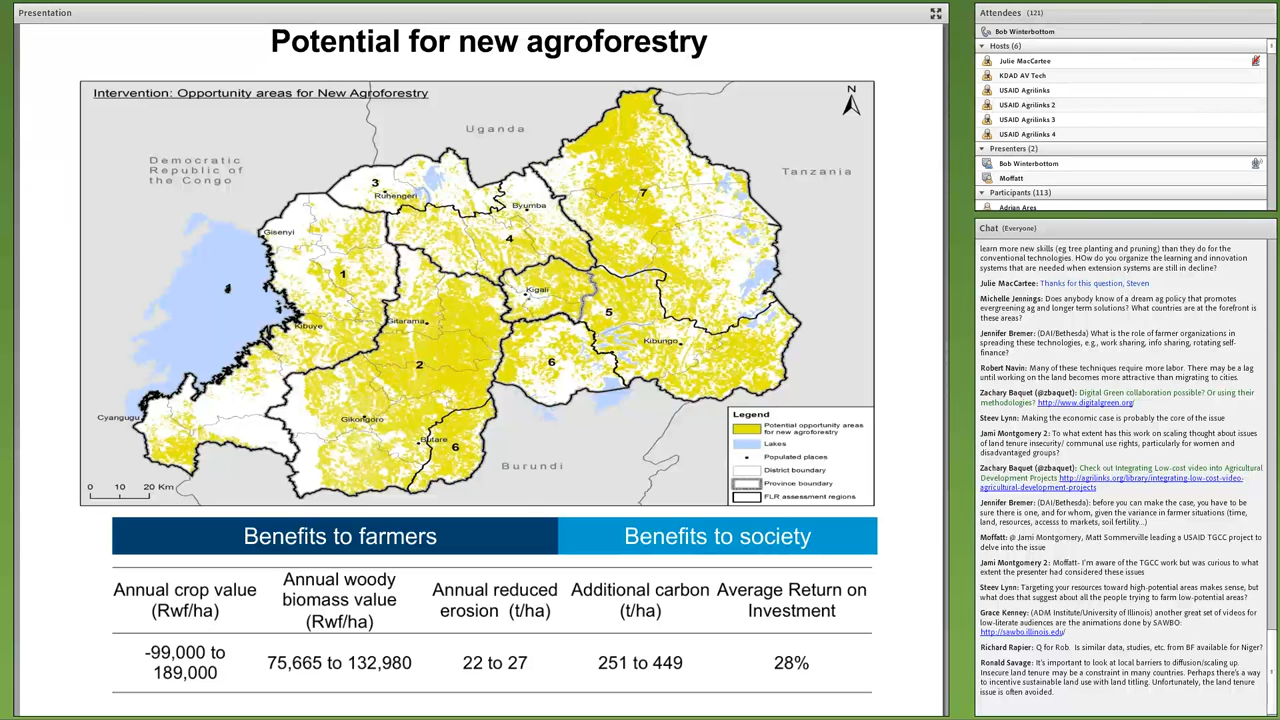 Presentation
Potential for new agroforestry
Intervention: Opportunity areas for New Agroforestry
N
Uganda
Democratic
Republic of
the Congo
Tanzania
3
Ruhengeri
7
Byumba
Gisenyi
4
1
Kigali
Kibuye
Gitarama
5
Kibungo
2
6
Cyangugu
Gikongoro
Butare
6
Burundi
0 10 20 Km
Legend
Potential opportunity areas
for new agroforestry
Lakes
Populated places
District boundary
Province boundary
FLR assessment regions
Benefits to farmers
Benefits to society
Annual crop value
(Rwf/ha)
Annual woody
biomass value
(Rwf/ha)
Annual reduced
erosion (t/ha)
Additional carbon
(t/ha)
Average Return on
Investment
-99,000 to
189,000
75,665 to 132,980
22 to 27
251 to 449
28%
Attendees (121)
Bob Winterbottom
Hosts (6)
Julie MacCartee
KDAD AV Tech
USAID Agrilinks
USAID Agrilinks 2
USAID Agrilinks 3
USAID Agrilinks 4
Presenters (2)
Bob Winterbottom
Moffatt
Participants (113)
Adrian Ares
Chat (Everyone)
learn more new skills (eg tree planting and pruning) than they do for the
conventional technologies. HOw do you organize the learning and innovation
systems that are needed when extension systems are still in decline?
Julie MacCartee: Thanks for this question, Steven
Michelle Jennings: Does anybody know of a dream ag policy that promotes
evergreening ag and longer term solutions? What countries are at the forefront is
these areas?
Jennifer Bremer: (DAI/Bethesda) What is the role of farmer organizations in
spreading these technologies, e.g., work sharing, info sharing, rotating self-
finance?
Robert Navin: Many of these techniques require more labor. There may be a lag
until working on the land becomes more attractive than migrating to cities.
Zachary Baquet (@zbaquet): Digital Green collaboration possible? Or using their
methodologies? http://www.digitalgreen.org/
Steev Lynn: Making the economic case is probably the core of the issue
Jami Montgomery 2: To what extent has this work on scaling thought about issues
of land tenure insecurity/ communal use rights, particularly for women and
disadvantaged groups?
Zachary Baquet (@zbaquet): Check out Integrating Low-cost video into Agricultural
Development Projects http://agrilinks.org/library/integrating-low-cost-video-
agricultural-development-projects
Jennifer Bremer: (DAI/Bethesda): before you can make the case, you have to be
sure there is one, and for whom, given the variance in farmer situations (time,
land, resources, accesss to markets, soil fertility...)
Moffatt: @ Jami Montgomery, Matt Sommerville leading a USAID TGCC project to
delve into the issue
Jami Montgomery 2: Moffatt- I'm aware of the TGCC work but was curious to what
extent the presenter had considered these issues
Steev Lynn: Targeting your resources toward high-potential areas makes sense, but
what does that suggest about all the people trying to farm low-potential areas?
Grace Kenney: (ADM Institute/University of Illinois) another great set of videos for
low-literate audiences are the animations done by SAWBO:
http://sawbo.illinois.edu/
Richard Rapier: Q for Rob. Is similar data, studies, etc. from BF available for Niger?
Ronald Savage: It's important to look at local barriers to diffusion/scaling up.
Insecure land tenure may be a constraint in many countries. Perhaps there's a way
to incentive sustainable land use with land titling. Unfortunately, the land tenure
issue is often avoided.